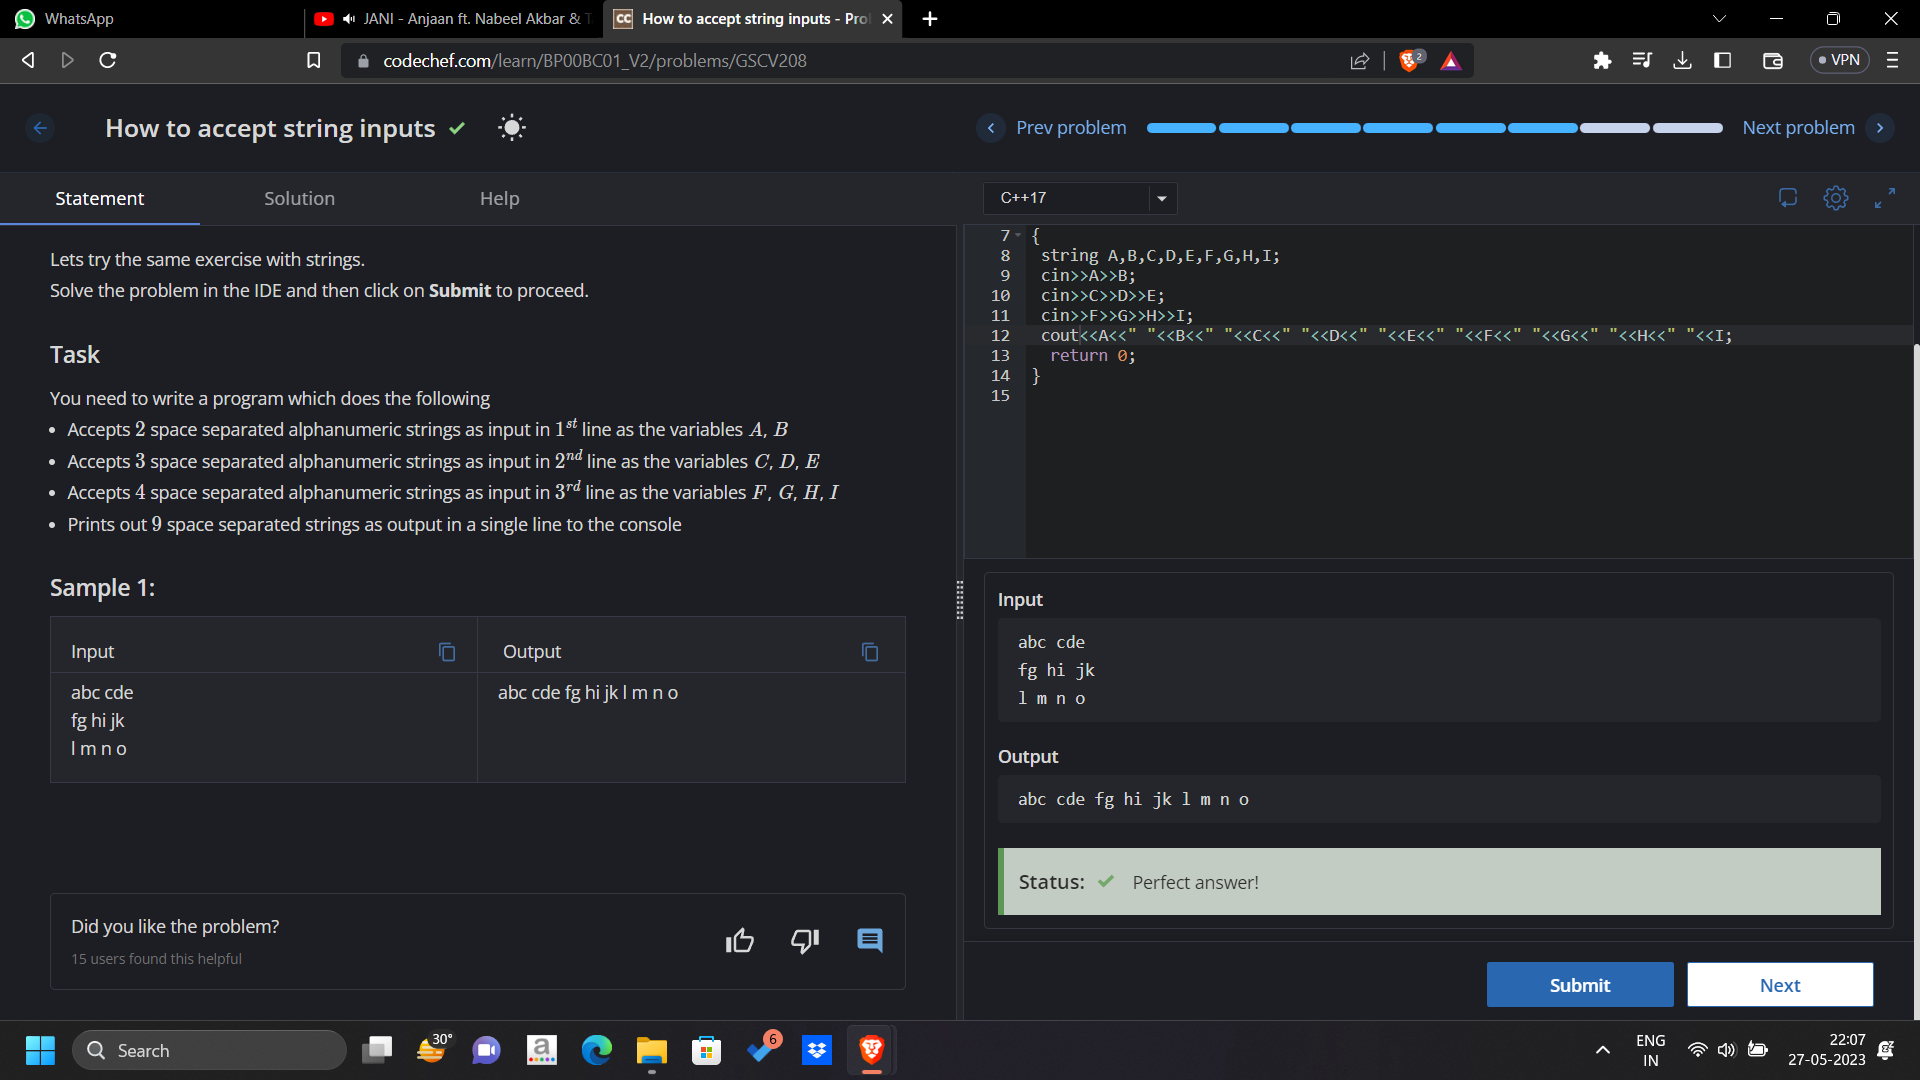 WhatsApp
JANI - Anjaan ft. Nabeel Akbar &
How to accept string inputs - Pro
codechef.com/learn/BP00BC01_V2/problems/GSCV208
2
VPN
How to accept string inputs
Prev problem
Next problem
Statement
Solution
Help
C++17
Lets try the same exercise with strings.
Solve the problem in the IDE and then click on Submit to proceed.
Task
You need to write a program which does the following
• Accepts 2 space separated alphanumeric strings as input in 1st line as the variables A, B
• Accepts 3 space separated alphanumeric strings as input in 2nd line as the variables C, D, E
• Accepts 4 space separated alphanumeric strings as input in 3rd line as the variables F, G, H, I
• Prints out 9 space separated strings as output in a single line to the console
Sample 1:
Input
Output
abc cde
fg hi jk
l m n o
abc cde fg hi jk l m n o
Did you like the problem?
15 users found this helpful
7 {
8 string A,B,C,D,E,F,G,H,I;
9 cin>>A>>B;
10 cin>>C>>D>>E;
11 cin>>F>>G>>H>>I;
12 cout<<A<<" "<<B<<" "<<C<<" "<<D<<" "<<E<<" "<<F<<" "<<G<<" "<<H<<" "<<I;
13 return 0;
14 }
15
Input
abc cde
fg hi jk
l m n o
Output
abc cde fg hi jk l m n o
Status: Perfect answer!
Submit
Next
Search
30°
a
6
ENG
IN
22:07
27-05-2023